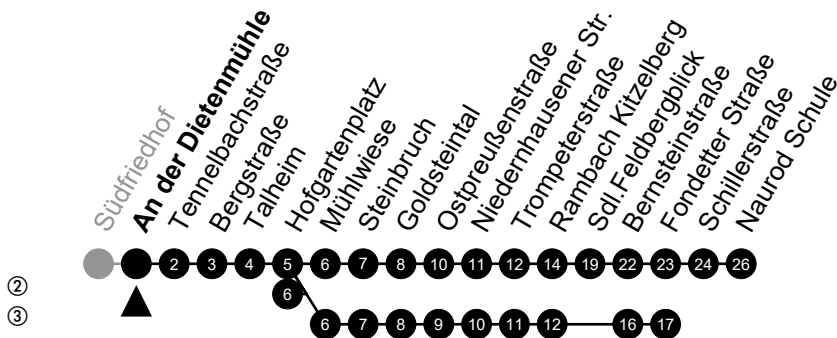 Südfriedhof
An der Dietenmühle
Tennelbachstraße
Bergstraße
Talheim
Hofgartenplatz
Mühlwiese
Steinbruch
Goldsteintal
Ostpreußenstraße
Niedernhausener Str.
Trompeterstraße
Rambach Kitzelberg
Sdl.Feldbergblick
Bernsteinstraße
Fondetter Straße
Schillerstraße
Naurod Schule
2 3 4 5 6 7 8 10 11 12 14 19 22 23 24 26
② 6
③ 6 7 8 9 10 11 12 16 17